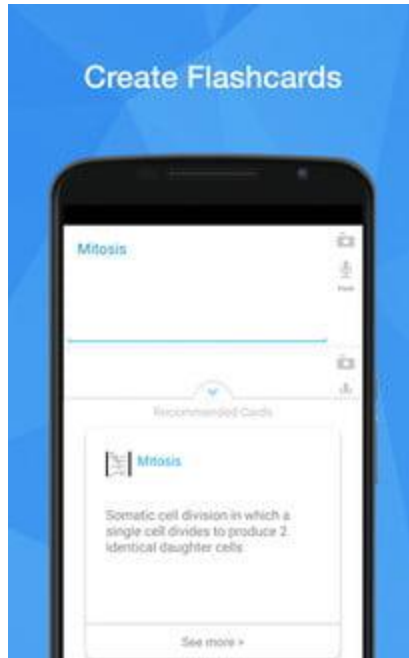 Create Flashcards
Mitosis
Recommended Cards
Mitosis
Somatic cell division in which a
single cell divides to produce 2
identical daughter cells
See more >